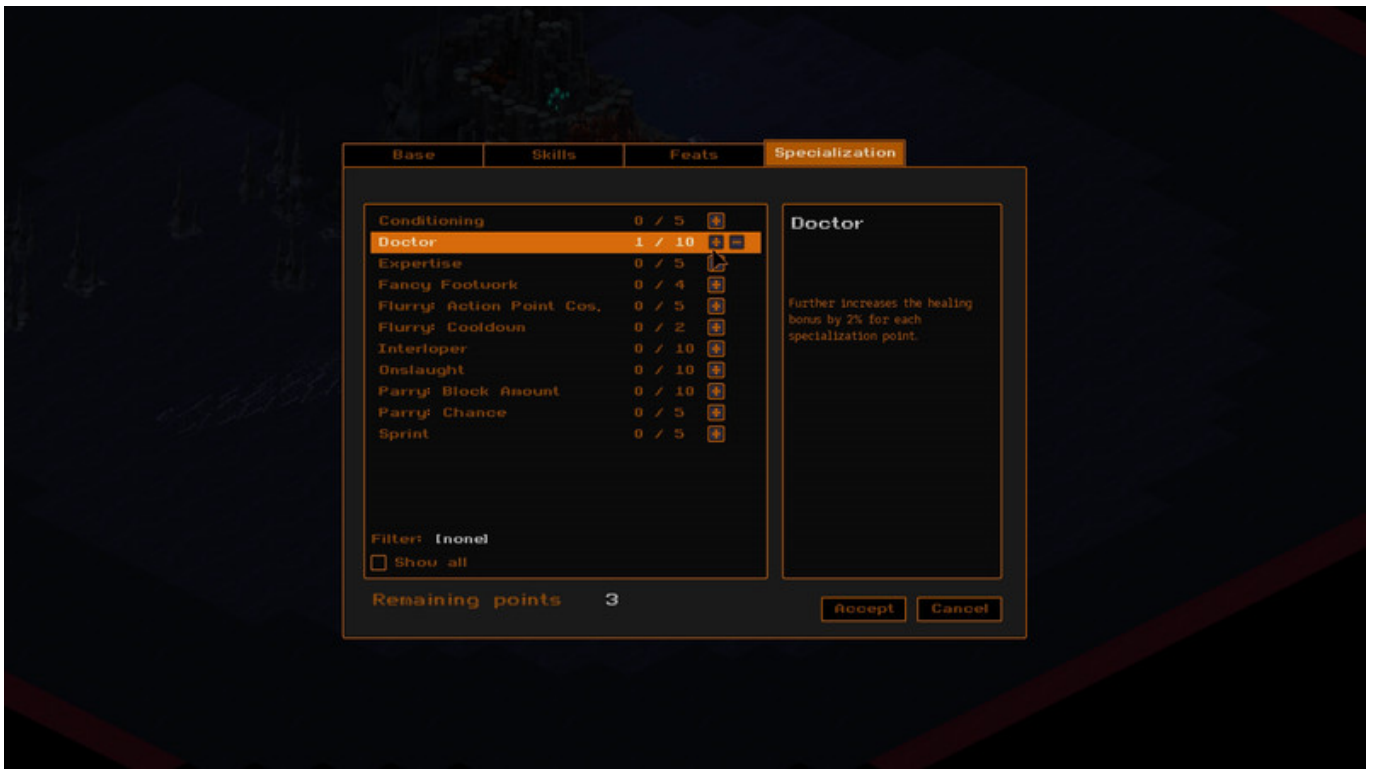 Base Skills Feats Specialization
Conditioning 0 / 5
Doctor 1 / 10
Expertise 0 / 5
Fancy Footwork 0 / 4
Flurry: Action Point Cos.
0 / 5
Flurry: Cooldown 0 / 2
Interloper 0 / 10
Onslaught 0 / 10
Parry: Block Amount 0 / 10
Parry: Chance 0 / 5
Sprint 0 / 5
Filter: [none]
Show all
Doctor
Further increases the healing
bonus by 2% for each
specialization point.
Remaining points 3
Accept Cancel